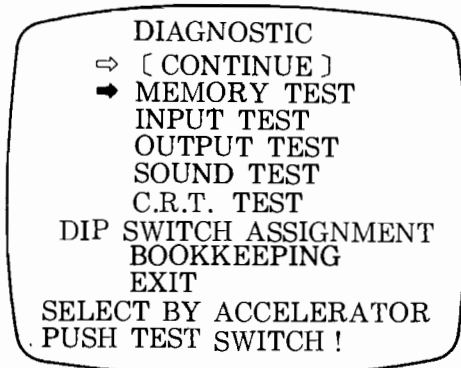 DIAGNOSTIC
⇨ [ CONTINUE ]
➡ MEMORY TEST
INPUT TEST
OUTPUT TEST
SOUND TEST
C.R.T. TEST
DIP SWITCH ASSIGNMENT
BOOKKEEPING
EXIT
SELECT BY ACCELERATOR
PUSH TEST SWITCH !